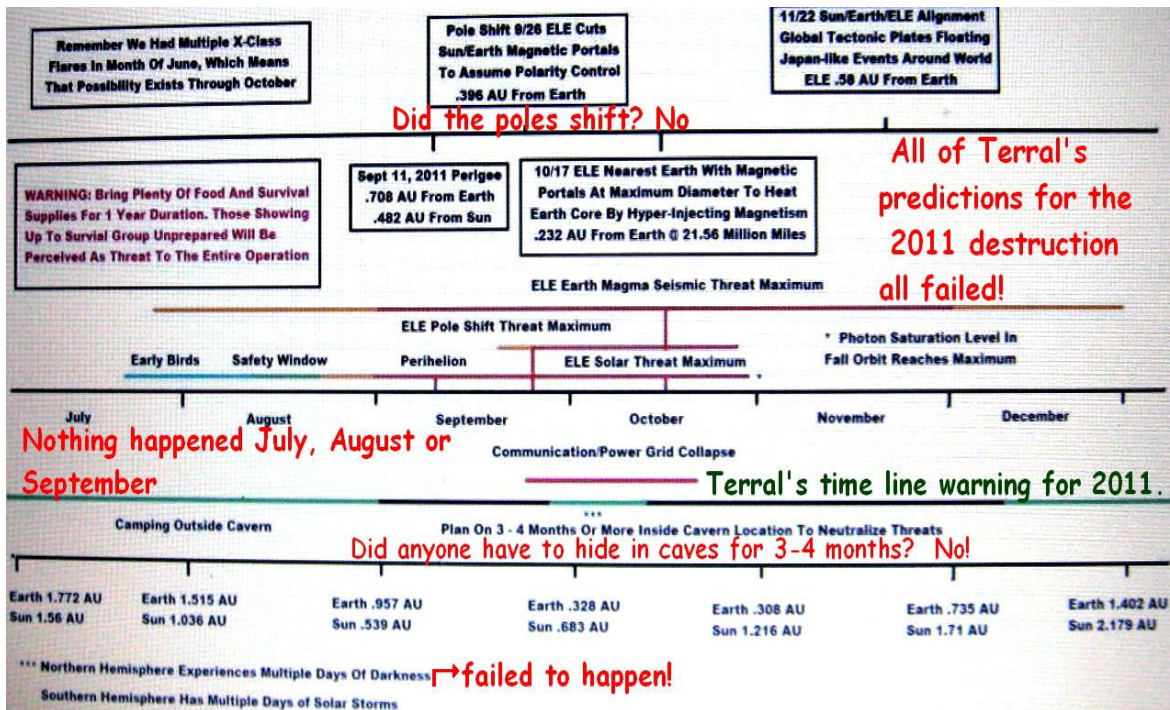 Remember We Had Multiple X-Class
Flares In Month Of June, Which Means
That Possibility Exists Through October
Pole Shift 9/26 ELE Cuts
Sun/Earth Magnetic Portals
To Assume Polarity Control
.396 AU From Earth
11/22 Sun/Earth/ELE Alignment
Global Tectonic Plates Floating
Japan-like Events Around World
ELE .58 AU From Earth
Did the poles shift? No
WARNING: Bring Plenty Of Food And Survival
Supplies For 1 Year Duration. Those Showing
Up To Survial Group Unprepared Will Be
Perceived As Threat To The Entire Operation
Sept 11, 2011 Perigee
.708 AU From Earth
.482 AU From Sun
10/17 ELE Nearest Earth With Magnetic
Portals At Maximum Diameter To Heat
Earth Core By Hyper-Injecting Magnetism
.232 AU From Earth @ 21.56 Million Miles
All of Terral's
predictions for the
2011 destruction
all failed!
ELE Earth Magma Seismic Threat Maximum
ELE Pole Shift Threat Maximum
* Photon Saturation Level In
Fall Orbit Reaches Maximum
Early Birds Safety Window Perihelion ELE Solar Threat Maximum
*
July August September October November December
Nothing happened July, August or
September
Communication/Power Grid Collapse
Terral's time line warning for 2011.
***
Camping Outside Cavern Plan On 3 - 4 Months Or More Inside Cavern Location To Neutralize Threats
Did anyone have to hide in caves for 3-4 months? No!
Earth 1.772 AU Earth 1.515 AU Earth .957 AU Earth .328 AU Earth .308 AU Earth .735 AU Earth 1.402 AU
Sun 1.56 AU Sun 1.036 AU Sun .539 AU Sun .683 AU Sun 1.216 AU Sun 1.71 AU Sun 2.179 AU
*** Northern Hemisphere Experiences Multiple Days Of Darkness failed to happen!
Southern Hemisphere Has Multiple Days of Solar Storms